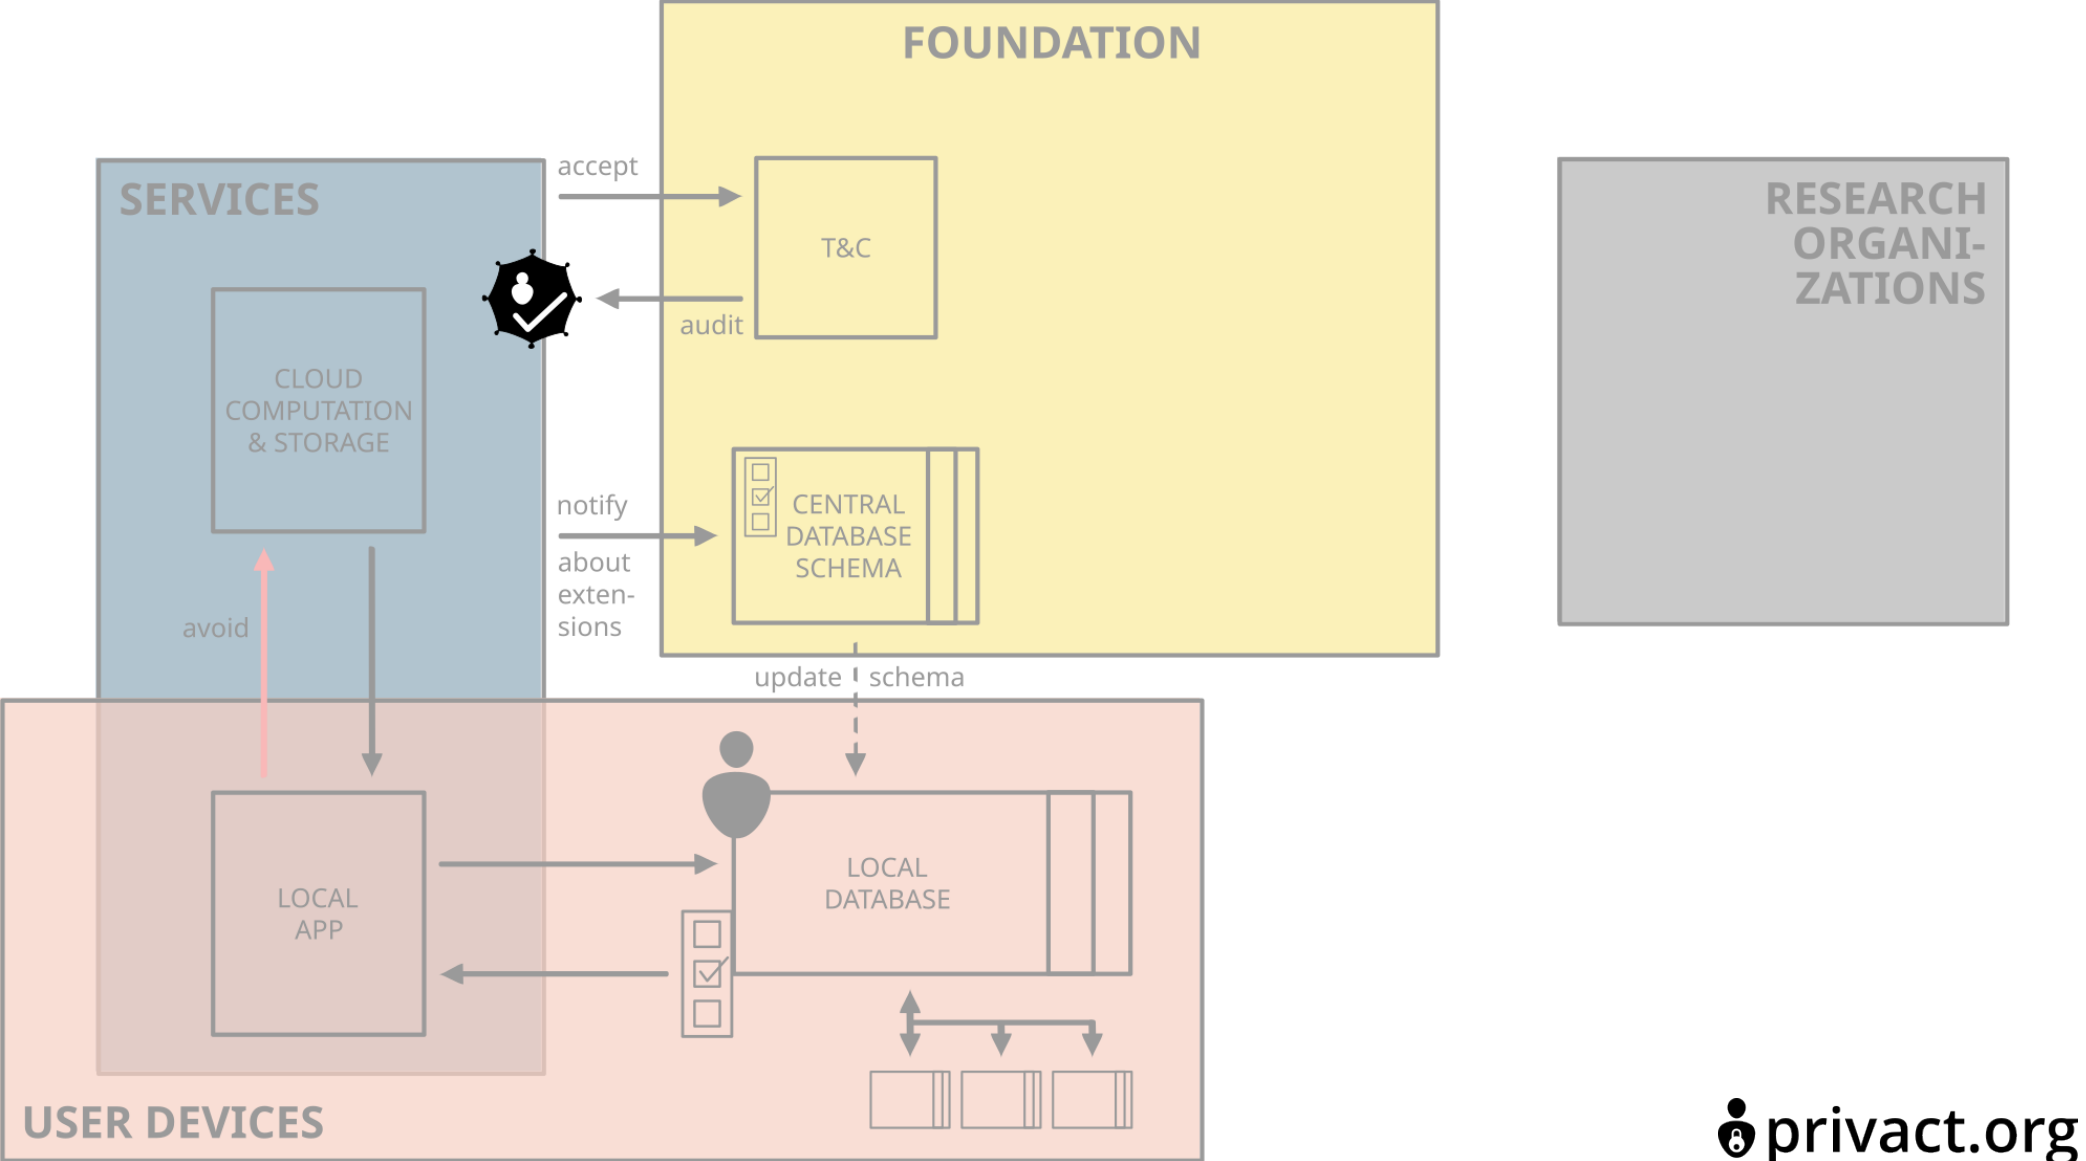 FOUNDATION
SERVICES
accept
T&C
audit
RESEARCH
ORGANI-
ZATIONS
CLOUD
COMPUTATION
& STORAGE
notify
about
exten-
sions
CENTRAL
DATABASE
SCHEMA
avoid
update schema
LOCAL
APP
LOCAL
DATABASE
USER DEVICES
privact.org